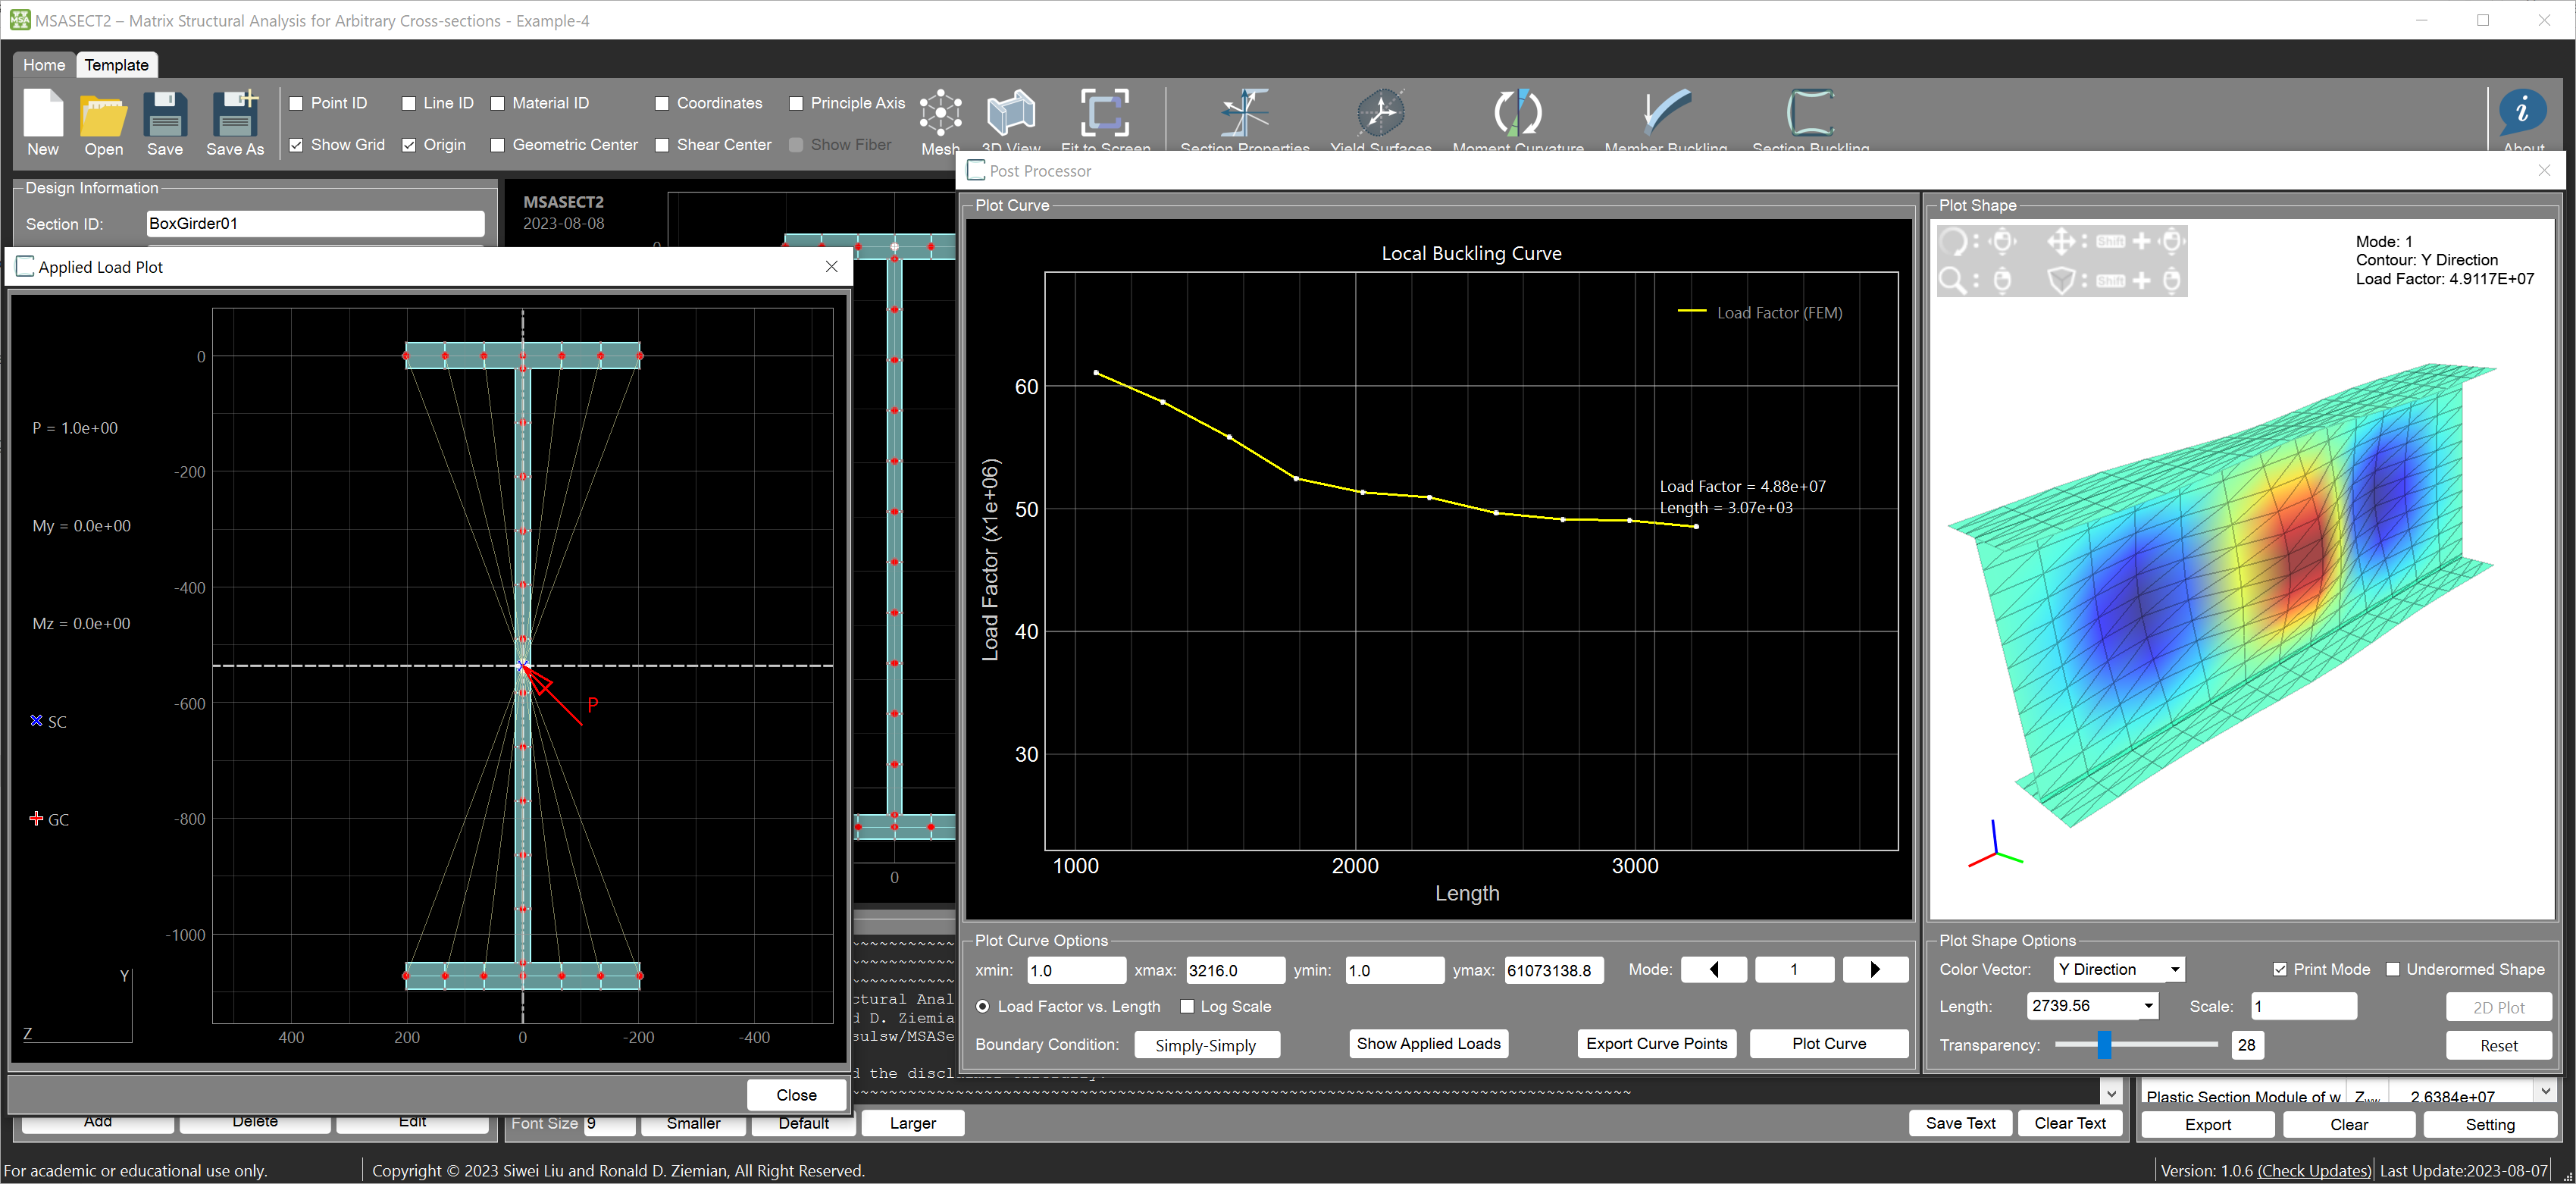 MSASECT2 – Matrix Structural Analysis for Arbitrary Cross-sections - Example-4
Home
Template
New
Open
Save
Save As
Point ID
Line ID
Material ID
Coordinates
Principle Axis
Show Grid
Origin
Geometric Center
Shear Center
Show Fiber
Mesh
3D View
Fit to Screen
Section Properties
Yield Surfaces
Moment Curvature
Member Buckling
Section Buckling
About
Design Information
Section ID:
BoxGirder01
MSASECT2
2023-08-08
0
0
Applied Load Plot
P = 1.0e+00
My = 0.0e+00
Mz = 0.0e+00
SC
GC
0
-200
-400
-600
-800
-1000
400
200
0
-200
-400
Y
Z
P
Close
Post Processor
Plot Curve
Local Buckling Curve
Load Factor (FEM)
Load Factor (x1e+06)
60
50
40
30
Load Factor = 4.88e+07
Length = 3.07e+03
1000
2000
3000
Length
Plot Curve Options
xmin:
1.0
xmax:
3216.0
ymin:
1.0
ymax:
61073138.8
Mode:
1
Load Factor vs. Length
Log Scale
Boundary Condition:
Simply-Simply
Show Applied Loads
Export Curve Points
Plot Curve
Plot Shape
Shift
Shift
Mode: 1
Contour: Y Direction
Load Factor: 4.9117E+07
Plot Shape Options
Color Vector:
Y Direction
Print Mode
Underormed Shape
Length:
2739.56
Scale:
1
2D Plot
Transparency:
28
Reset
~~~~~~~~~~~
~~~~~~~~~~~
ctural Anal
d D. Ziemia
sulsw/MSASe
Add
Delete
Edit
Font Size
9
Smaller
Default
Larger
Save Text
Clear Text
Plastic Section Module of w
2.6384e+07
Export
Clear
Setting
For academic or educational use only.
Copyright © 2023 Siwei Liu and Ronald D. Ziemian, All Right Reserved.
Version: 1.0.6 (Check Updates)
Last Update:2023-08-07